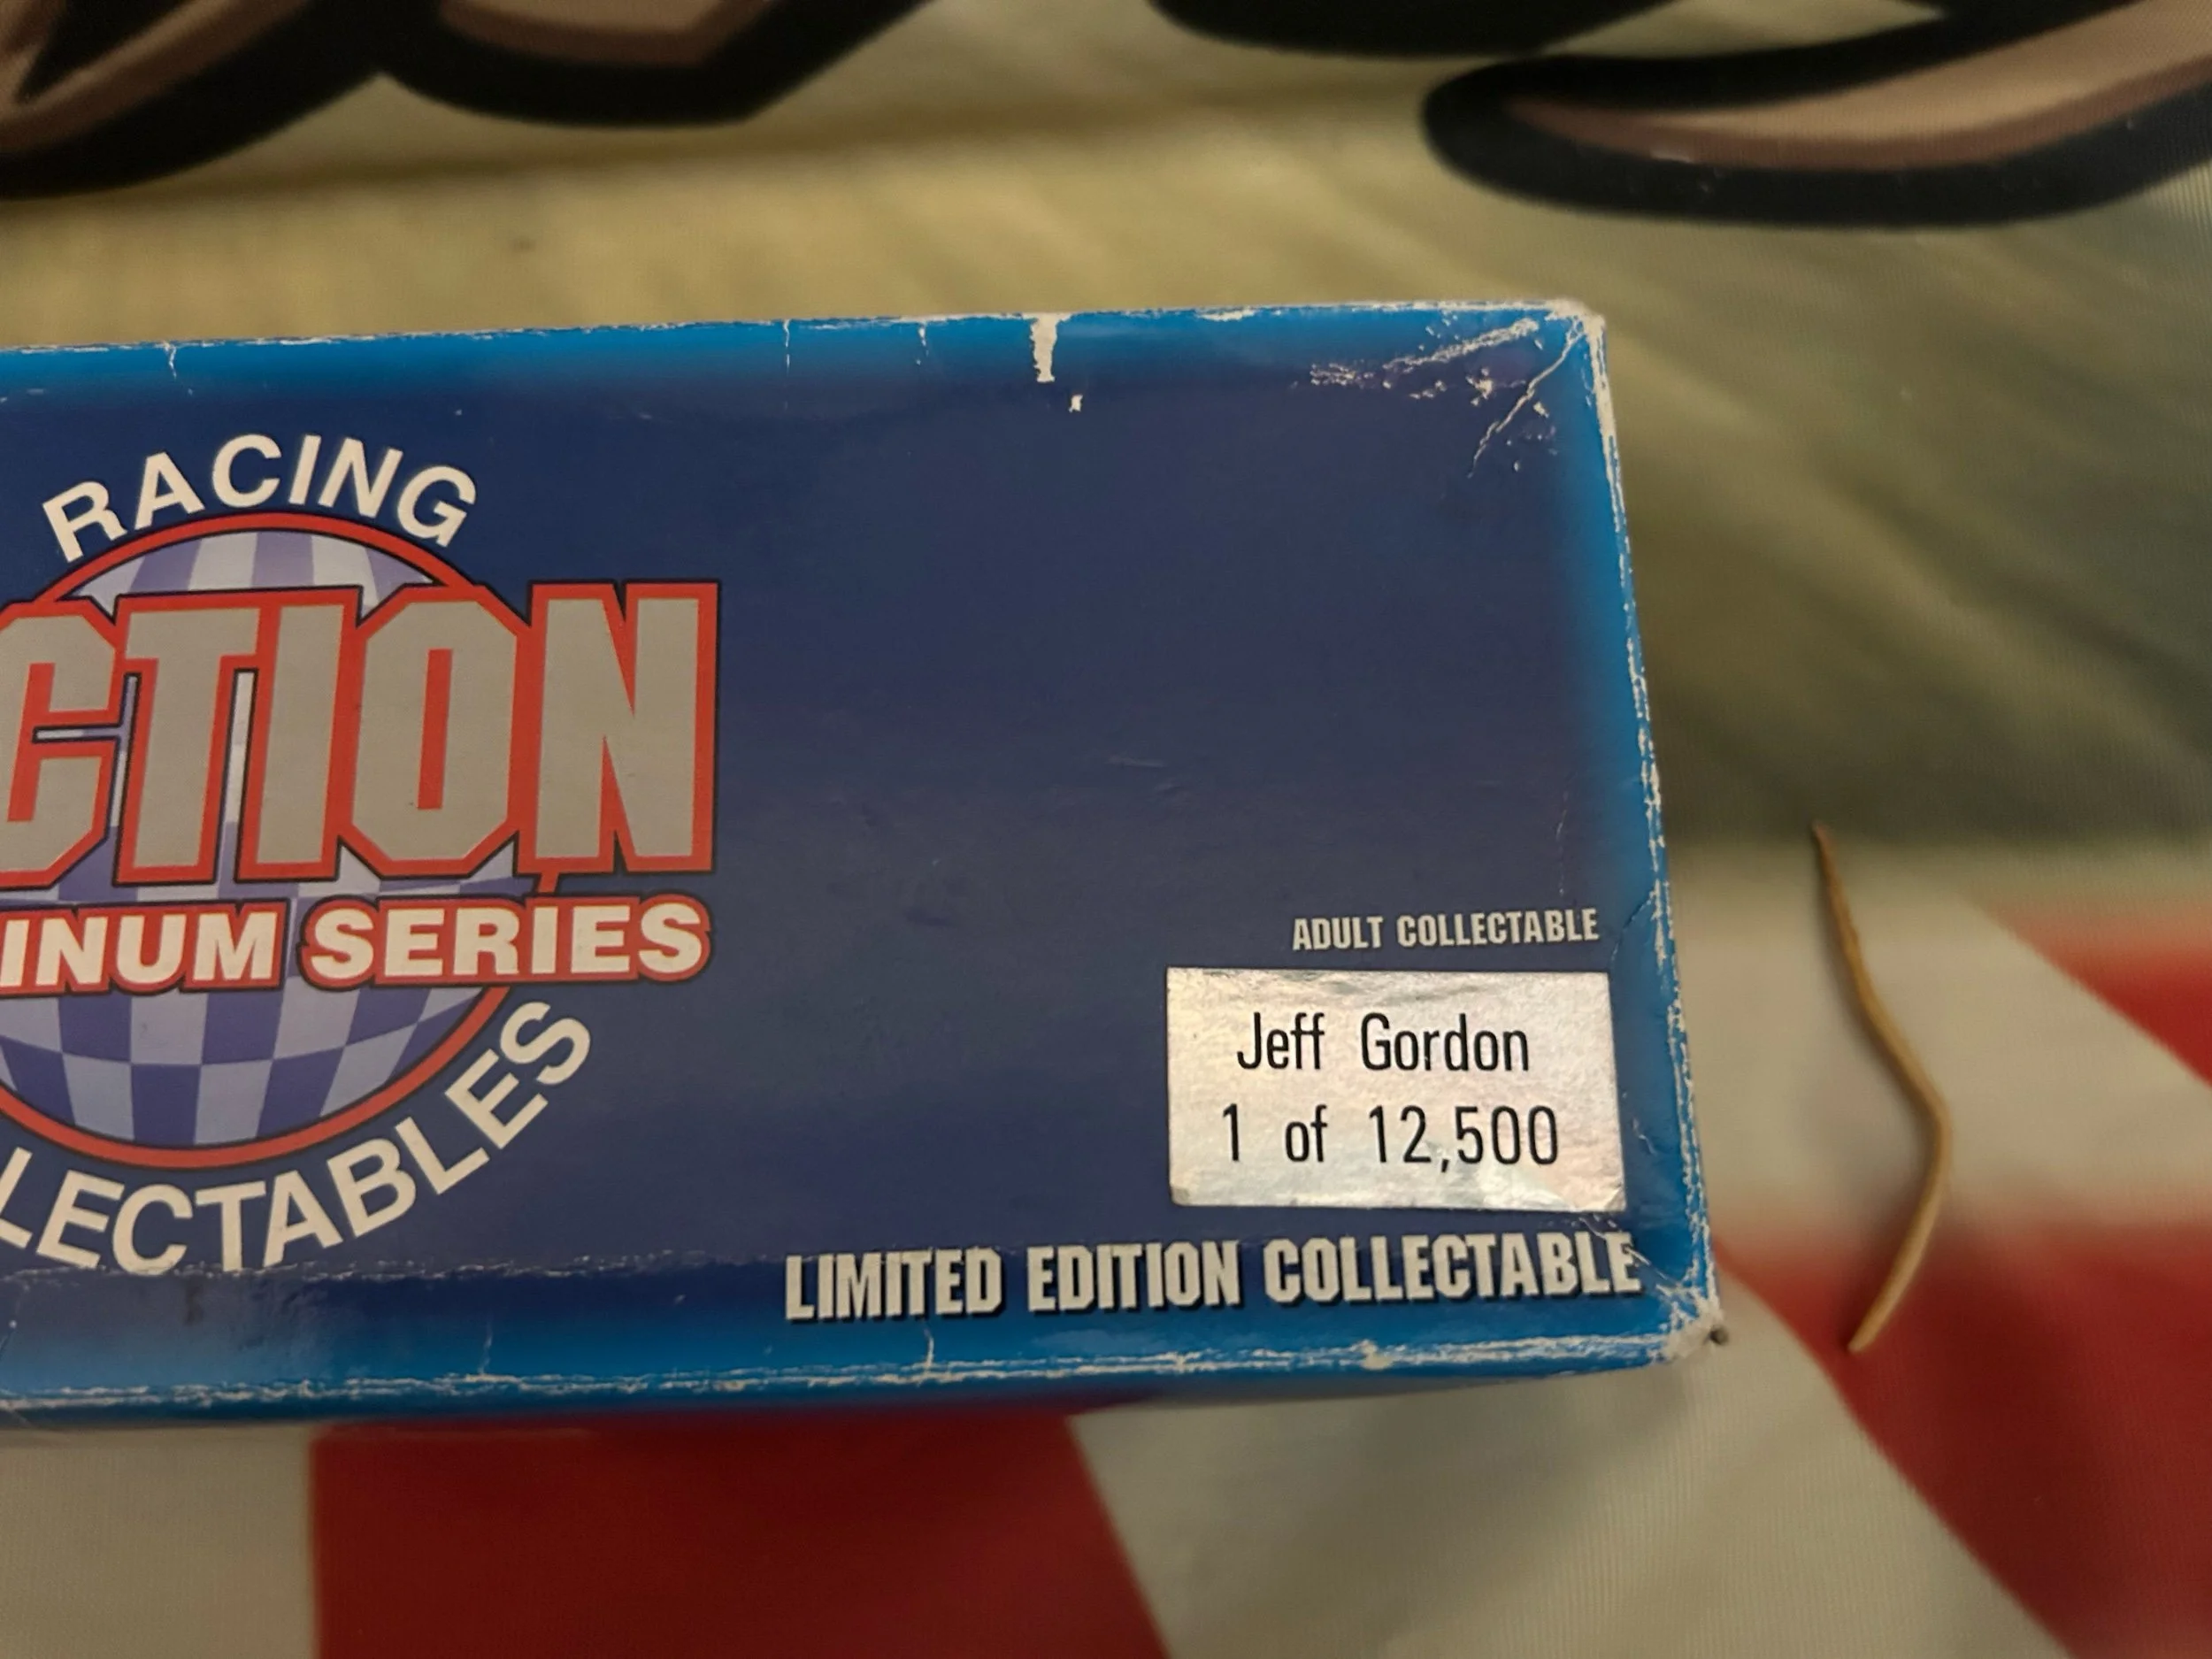 RACING
CTION
INUM SERIES
LECTABLES
ADULT COLLECTABLE
Jeff Gordon
1 of 12,500
LIMITED EDITION COLLECTABLE